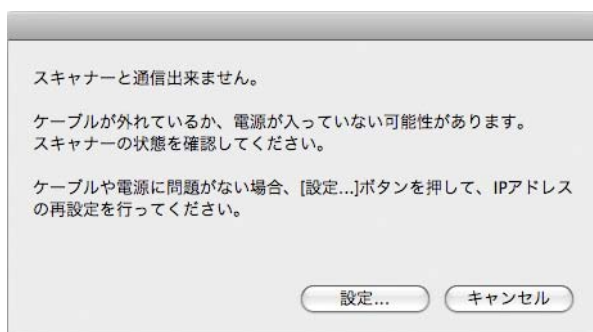 スキャナーと通信出来ません。
ケーブルが外れているか、電源が入っていない可能性があります。
スキャナーの状態を確認してください。
ケーブルや電源に問題がない場合、[設定...]ボタンを押して、IPアドレス
の再設定を行ってください。
設定...
キャンセル